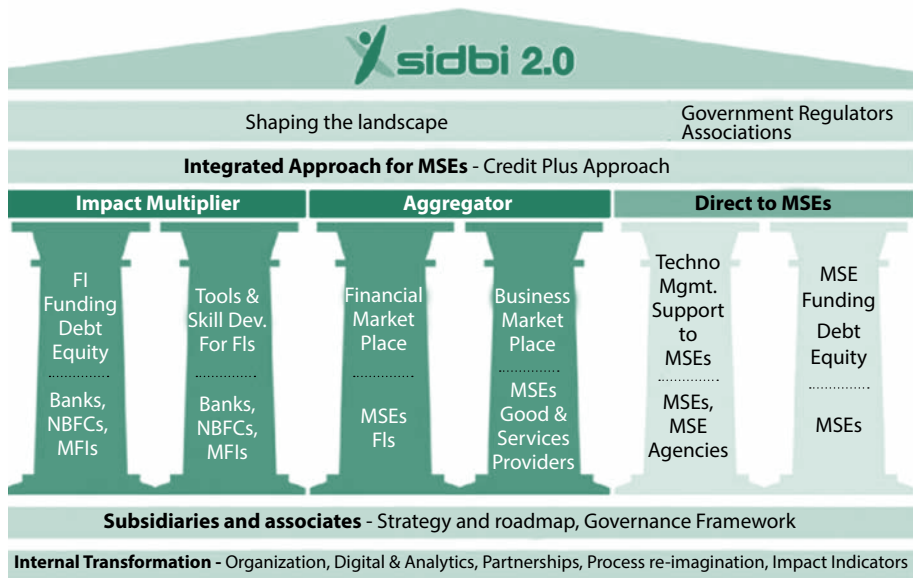 sidbi 2.0
Shaping the landscape
Government Regulators
Associations
Integrated Approach for MSEs - Credit Plus Approach
Impact Multiplier
Aggregator
Direct to MSEs
FI
Funding
Debt
Equity
Banks,
NBFCs,
MFIs
Tools &
Skill Dev.
For FIs
Banks,
NBFCs,
MFIs
Financial
Market
Place
MSEs
FIs
Business
Market
Place
MSEs
Good &
Services
Providers
Techno
Mgmt.
Support
to
MSEs
MSEs,
MSE
Agencies
MSE
Funding
Debt
Equity
MSEs
Subsidiaries and associates - Strategy and roadmap, Governance Framework
Internal Transformation - Organization, Digital & Analytics, Partnerships, Process re-imagination, Impact Indicators